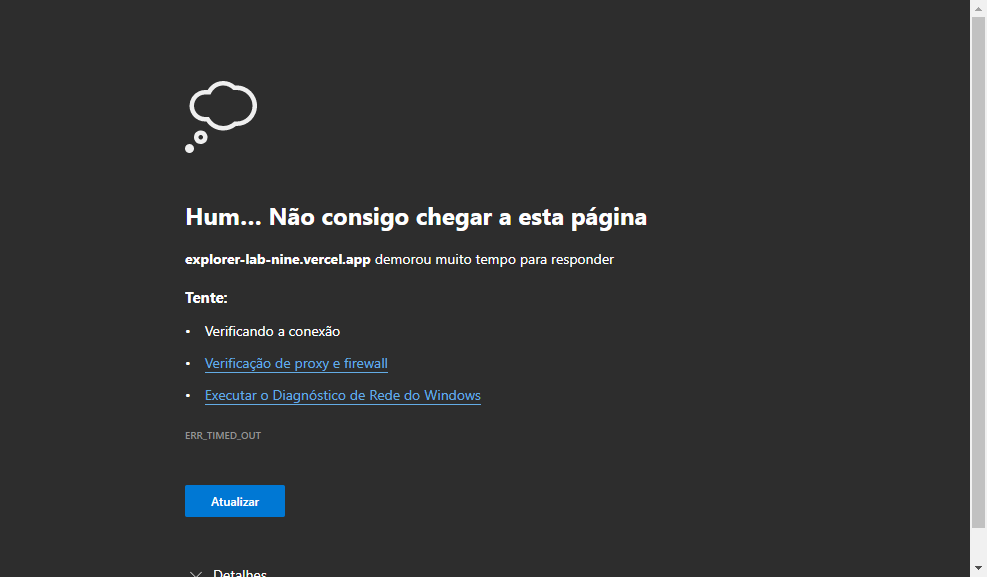 Hum... Não consigo chegar a esta página
explorer-lab-nine.vercel.app demorou muito tempo para responder
Tente:
• Verificando a conexão
• Verificação de proxy e firewall
• Executar o Diagnóstico de Rede do Windows
ERR_TIMED_OUT
Atualizar
Detalhes